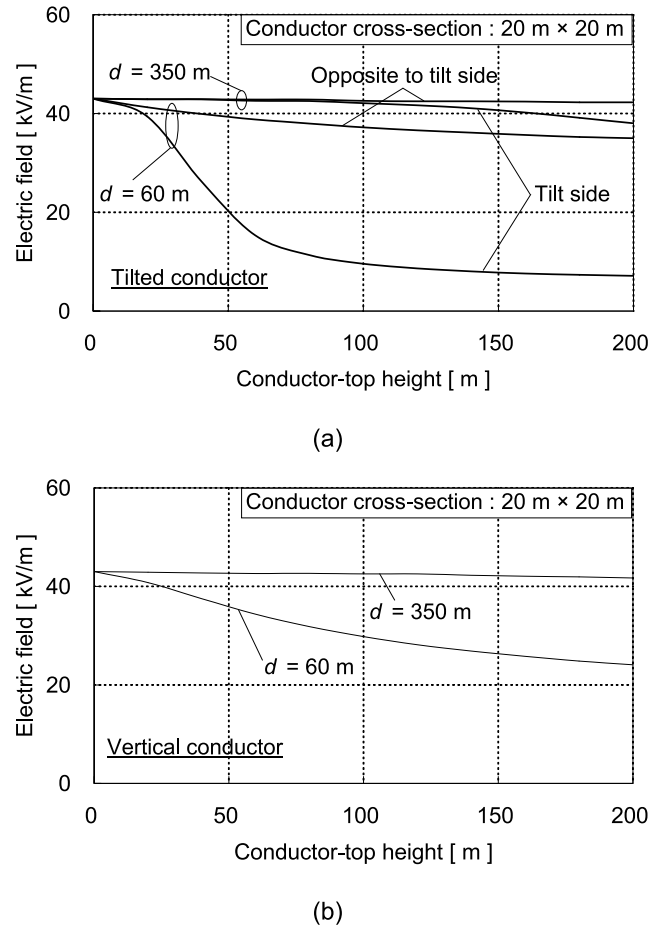 60
Conductor cross-section : 20 m × 20 m
d = 350 m
Opposite to tilt side
40
d = 60 m
Tilt side
20
Tilted conductor
0
0 50 100 150 200
Electric field [ kV/m ]
Conductor-top height [ m ]
(a)
60
Conductor cross-section : 20 m × 20 m
40
d = 350 m
d = 60 m
20
Vertical conductor
0
0 50 100 150 200
Electric field [ kV/m ]
Conductor-top height [ m ]
(b)